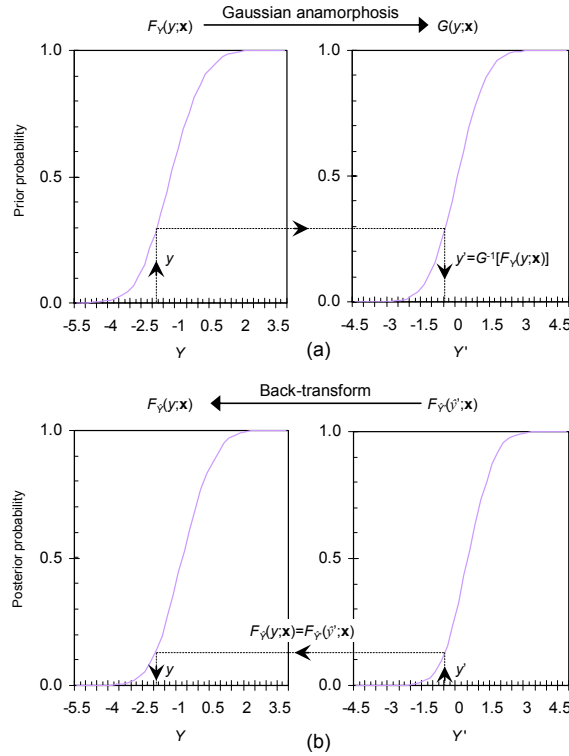 Gaussian anamorphosis
F_Y(y;x) G(y;x)
Prior probability
1.0 1.0
0.5 0.5
0.0 0.0
y y'=G⁻¹[F_Y(y;x)]
-5.5 -4 -2.5 -1 0.5 2 3.5 -4.5 -3 -1.5 0 1.5 3 4.5
Y Y'
(a)
Back-transform
F_Ŷ(y;x) F_Ŷ'(ŷ';x)
Posterior probability
1.0 1.0
0.5 0.5
F_Ŷ(y;x)=F_Ŷ'(ŷ';x)
y y'
0.0 0.0
-5.5 -4 -2.5 -1 0.5 2 3.5 -4.5 -3 -1.5 0 1.5 3 4.5
Y Y'
(b)